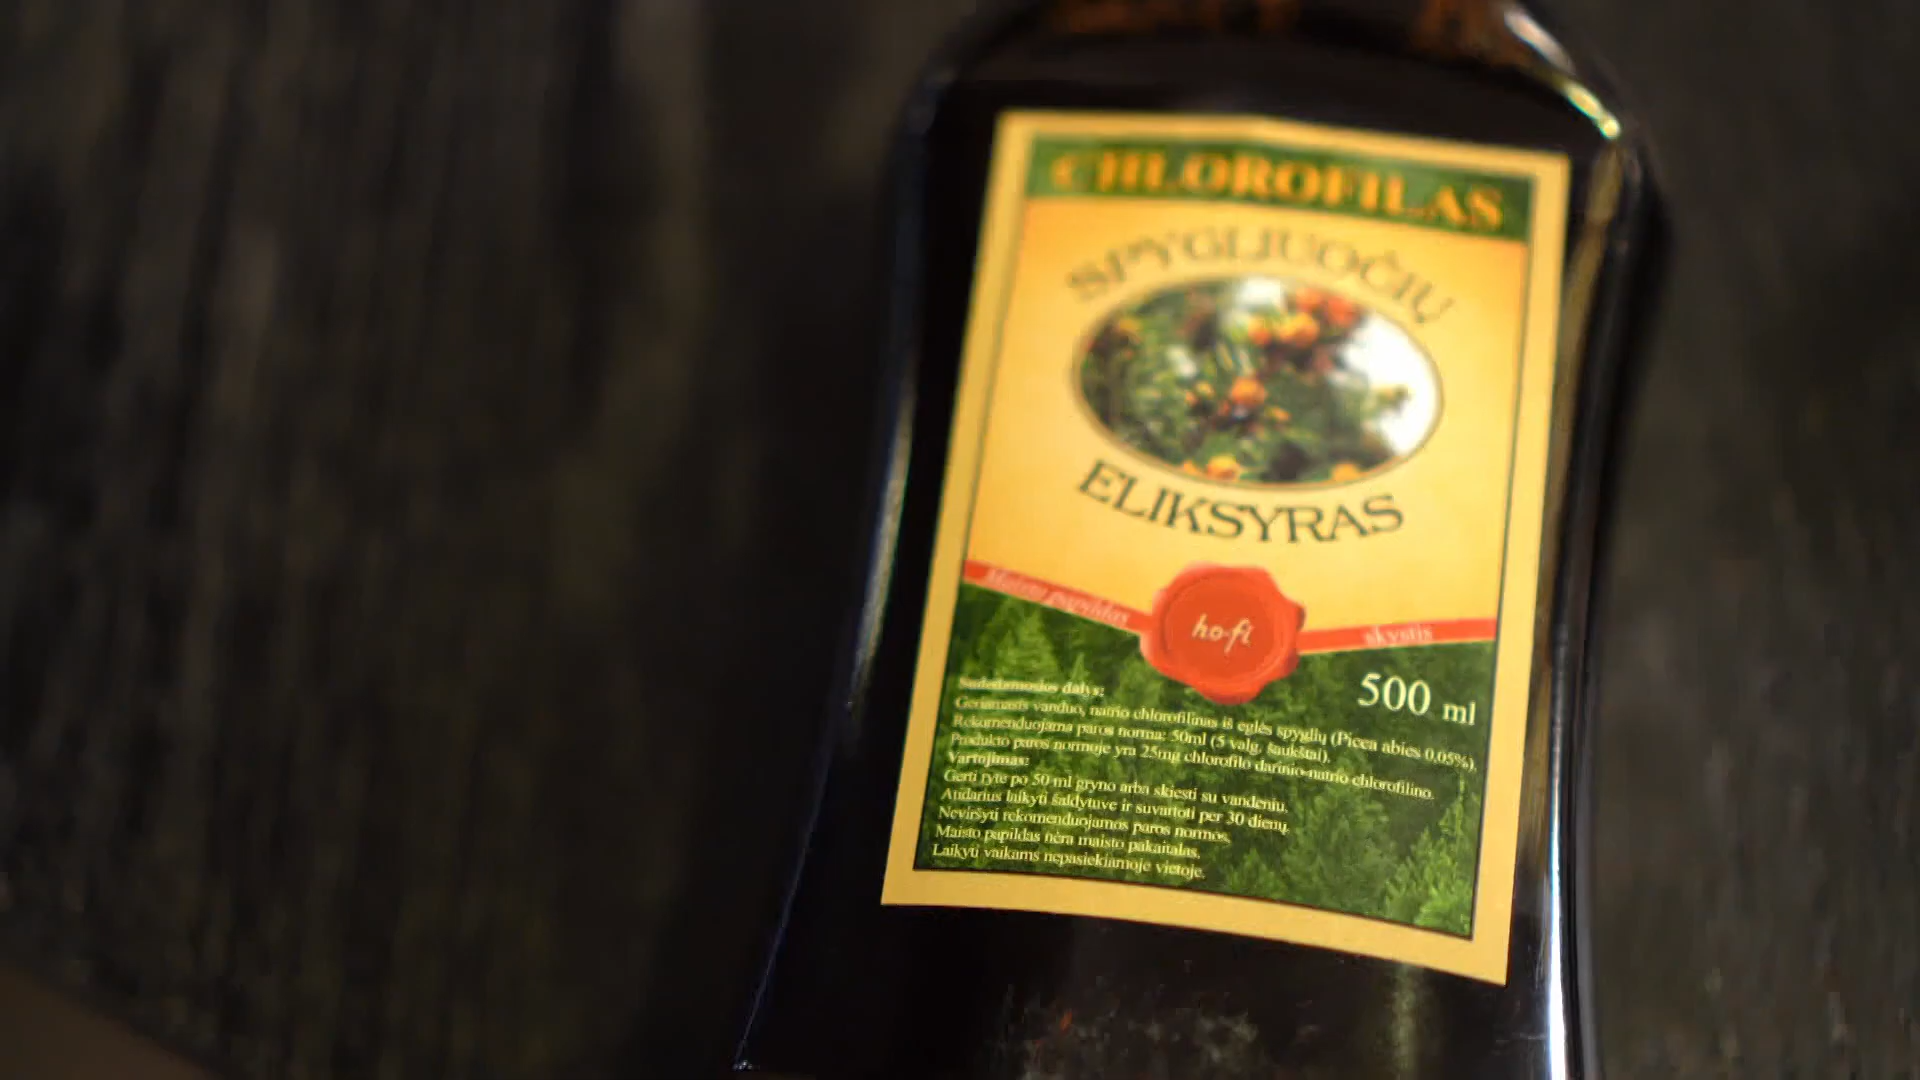 CHLOROFILAS
SPYGLIUOČIŲ
ELIKSYRAS
Maisto papildas
ho-fi
skystis
500 ml
Sudedamosios dalys:
Geriamasis vanduo, natrio chlorofilinas iš eglės spyglių (Picea abies 0,05%).
Rekomenduojama paros norma: 50ml (5 valg. šaukštai).
Produkto paros normoje yra 25mg chlorofilo darinio-natrio chlorofilino.
Vartojimas:
Gerti ryte po 50 ml gryno arba skiesti su vandeniu.
Atidarius laikyti šaldytuve ir suvartoti per 30 dienų.
Neviršyti rekomenduojamos paros normos.
Maisto papildas nėra maisto pakaitalas.
Laikyti vaikams nepasiekiamoje vietoje.